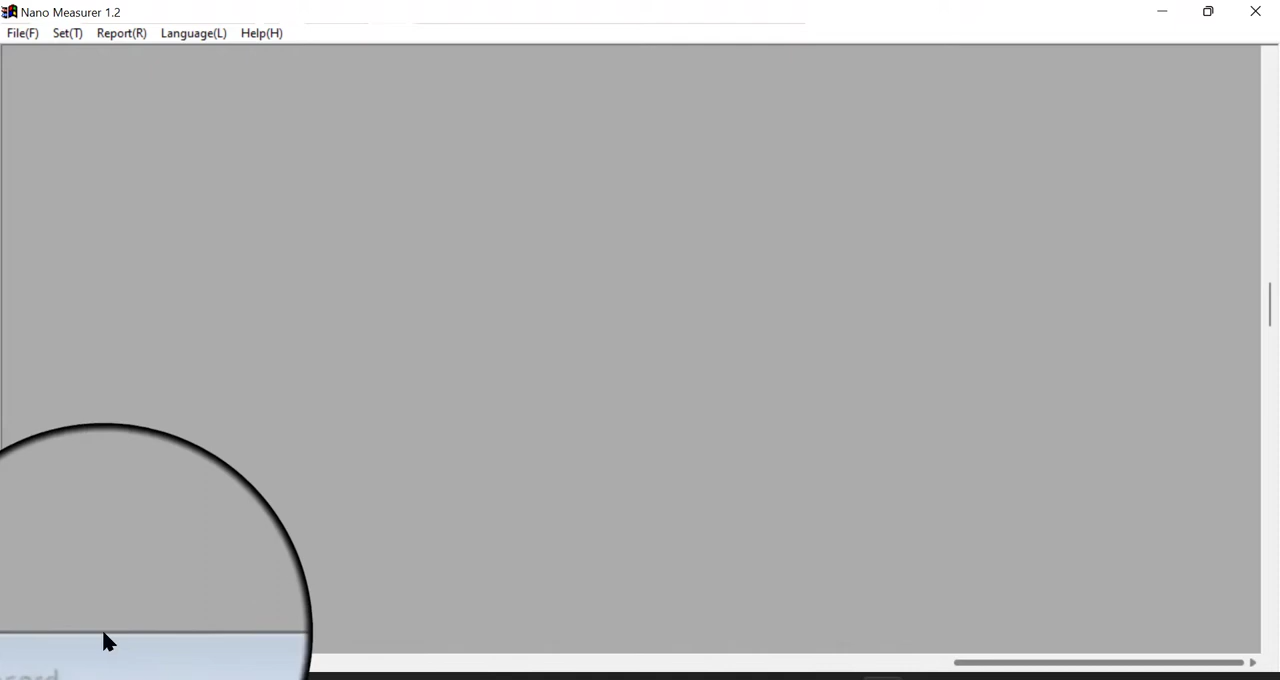 Nano Measurer 1.2
File(F) Set(T) Report(R) Language(L) Help(H)